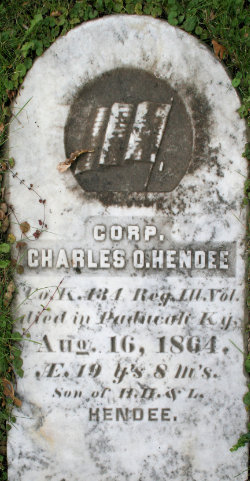 CORP.
CHARLES O. HENDEE
Co. K. 134 Reg. Ill. Vol.
died in Paducah Ky.
Aug. 16, 1864.
Æ. 19 y's 8 m's.
Son of H. H. & L.
HENDEE.